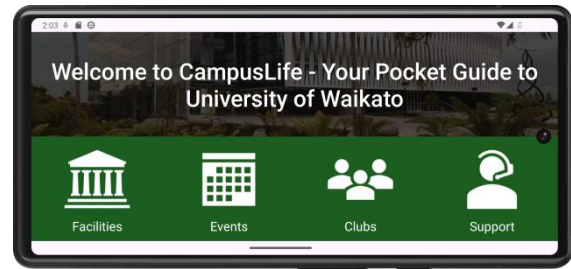 2:03
Welcome to CampusLife - Your Pocket Guide to
University of Waikato
Facilities
Events
Clubs
Support